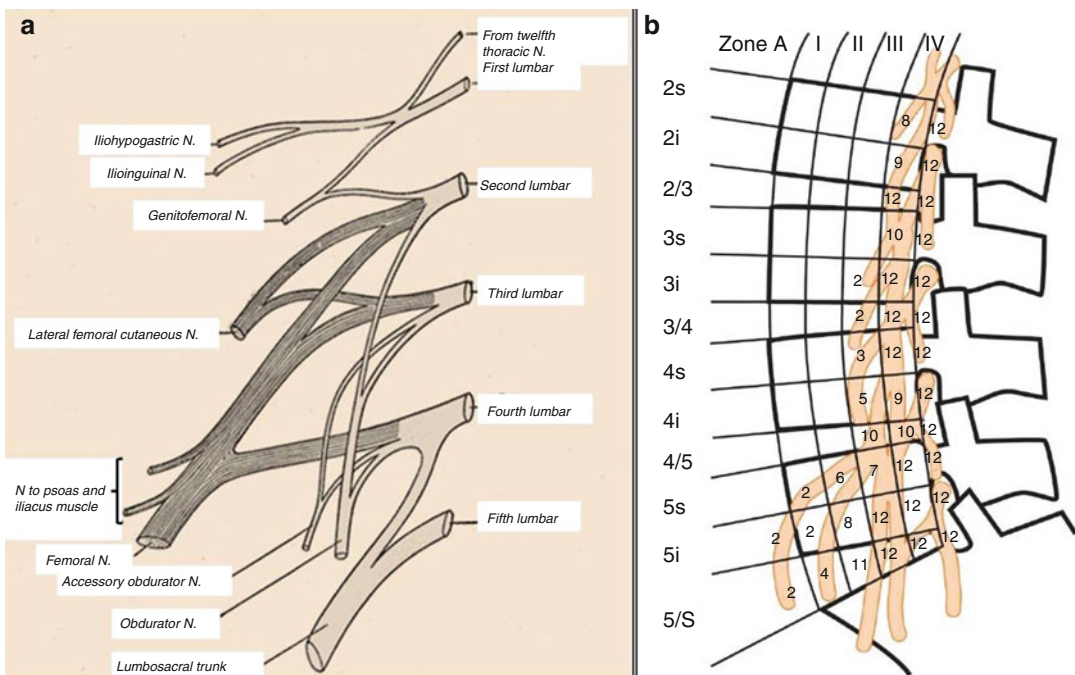 a
From twelfth
thoracic N.
First lumbar
Iliohypogastric N.
Ilioinguinal N.
Second lumbar
Genitofemoral N.
Third lumbar
Lateral femoral cutaneous N.
Fourth lumbar
N to psoas and
iliacus muscle
Fifth lumbar
Femoral N.
Accessory obdurator N.
Obdurator N.
Lumbosacral trunk
b
Zone A I II III IV
2s
8 12
2i
9 12
2/3
12 12
3s
10 12
3i
2 12 12
3/4
2 12 12
4s
3 12 12
5 9 12
4i
10 10 12
4/5
2 6 7 12 12
5s
2 2 8 12 12 12
5i
2 4 11 12 12 12
5/S